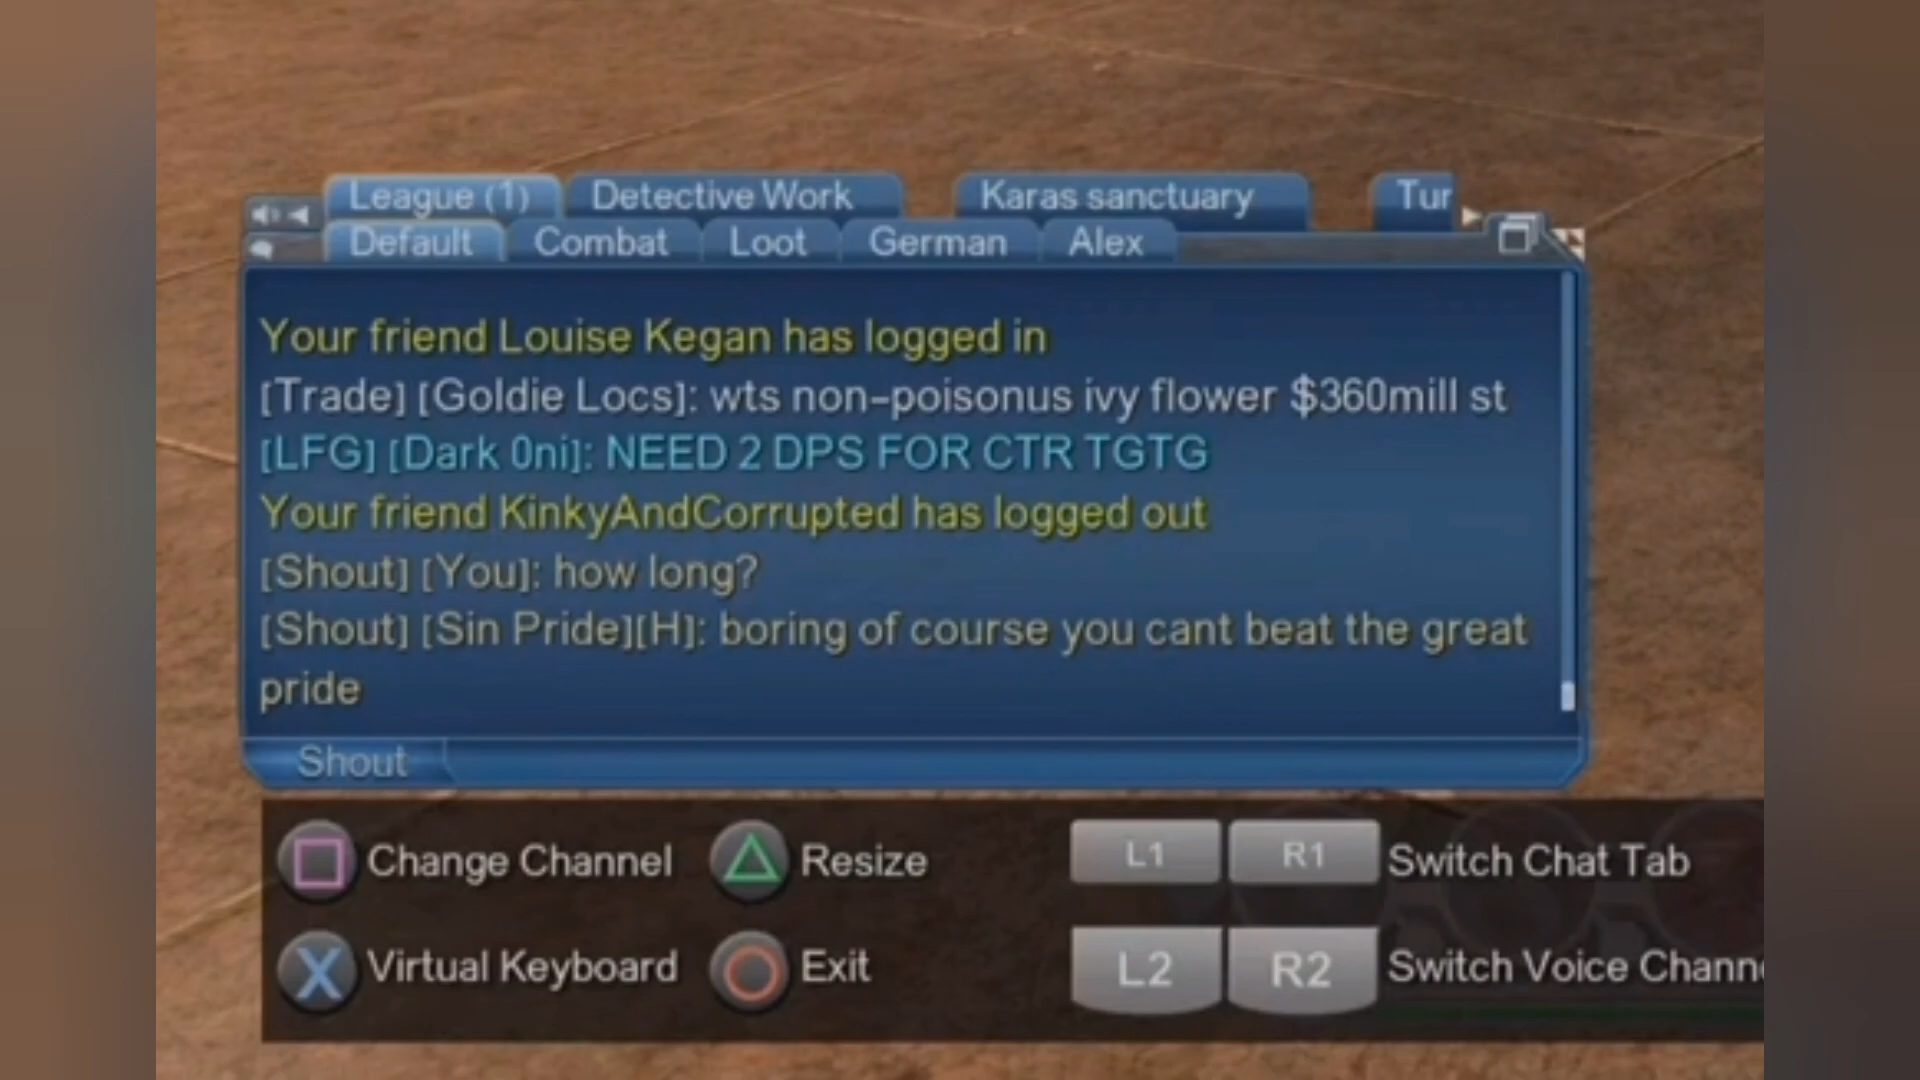 League (1) Detective Work Karas sanctuary Tur
Default Combat Loot German Alex
Your friend Louise Kegan has logged in
[Trade] [Goldie Locs]: wts non-poisonus ivy flower $360mill st
[LFG] [Dark 0ni]: NEED 2 DPS FOR CTR TGTG
Your friend KinkyAndCorrupted has logged out
[Shout] [You]: how long?
[Shout] [Sin Pride][H]: boring of course you cant beat the great
pride
Shout
Change Channel Resize L1 R1 Switch Chat Tab
X Virtual Keyboard Exit L2 R2 Switch Voice Channe